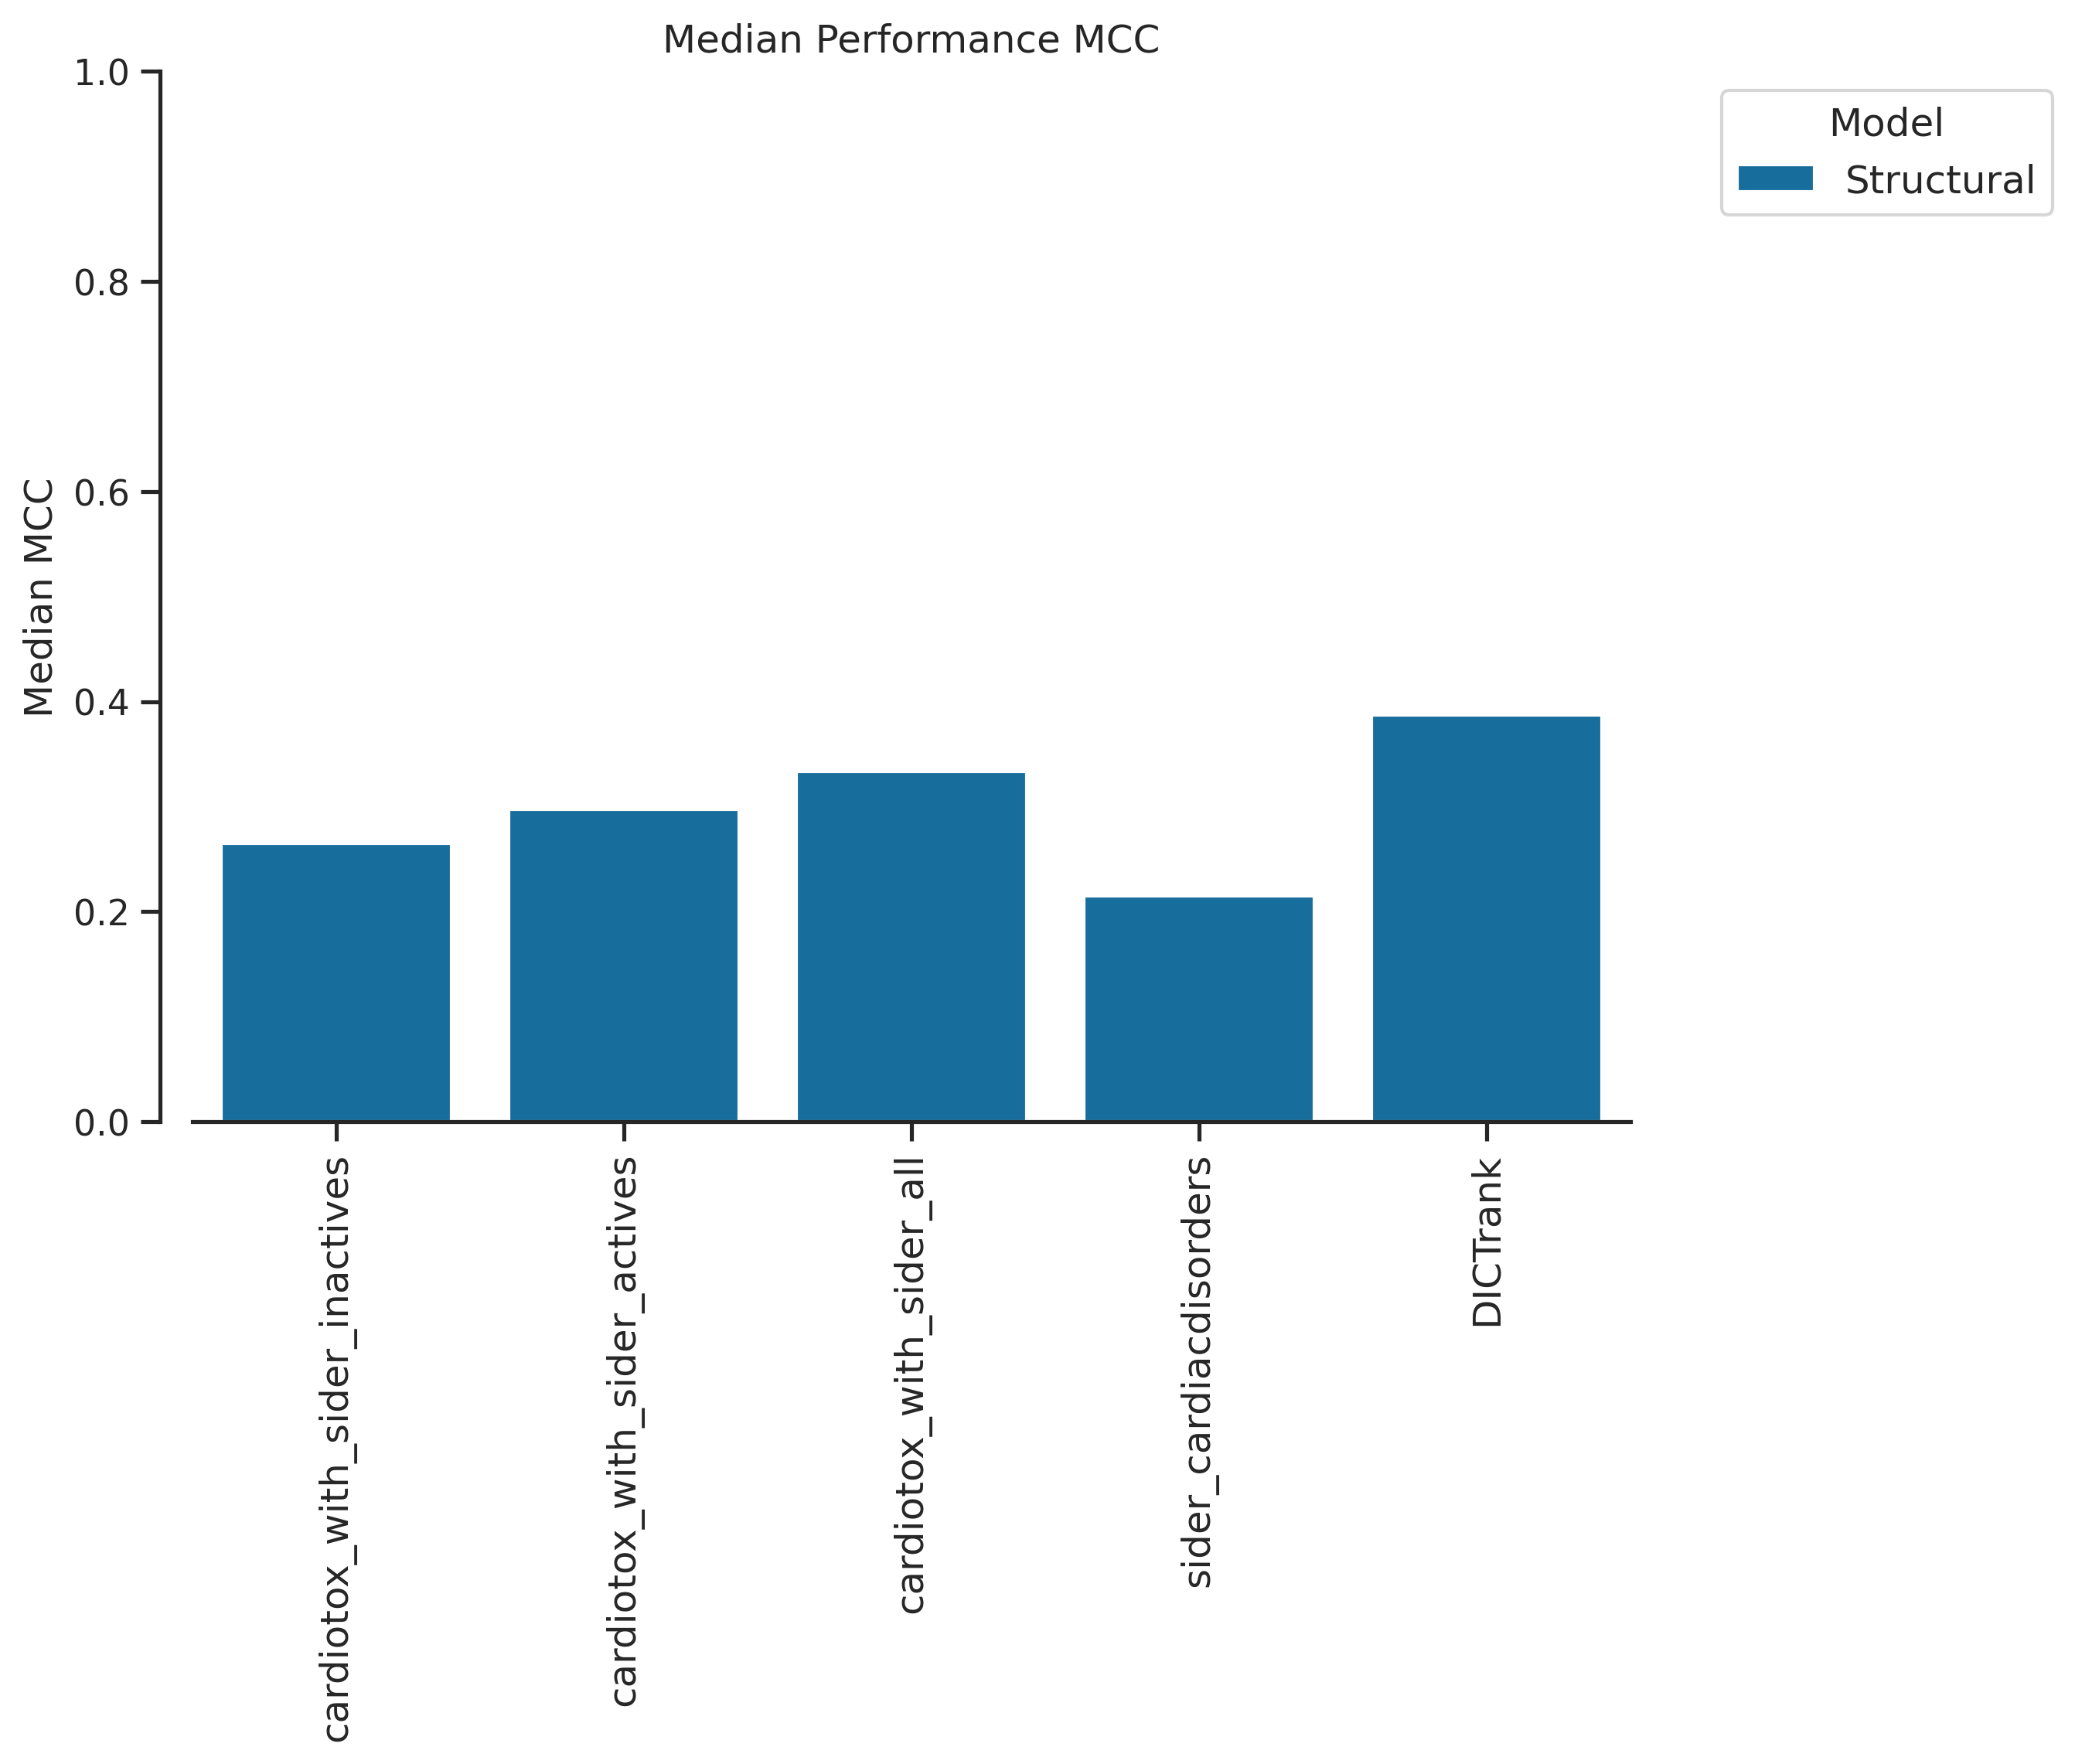 Median Performance MCC
Model
Structural
Median MCC
1.0
0.8
0.6
0.4
0.2
0.0
cardiotox_with_sider_inactives
cardiotox_with_sider_actives
cardiotox_with_sider_all
sider_cardiacdisorders
DICTrank